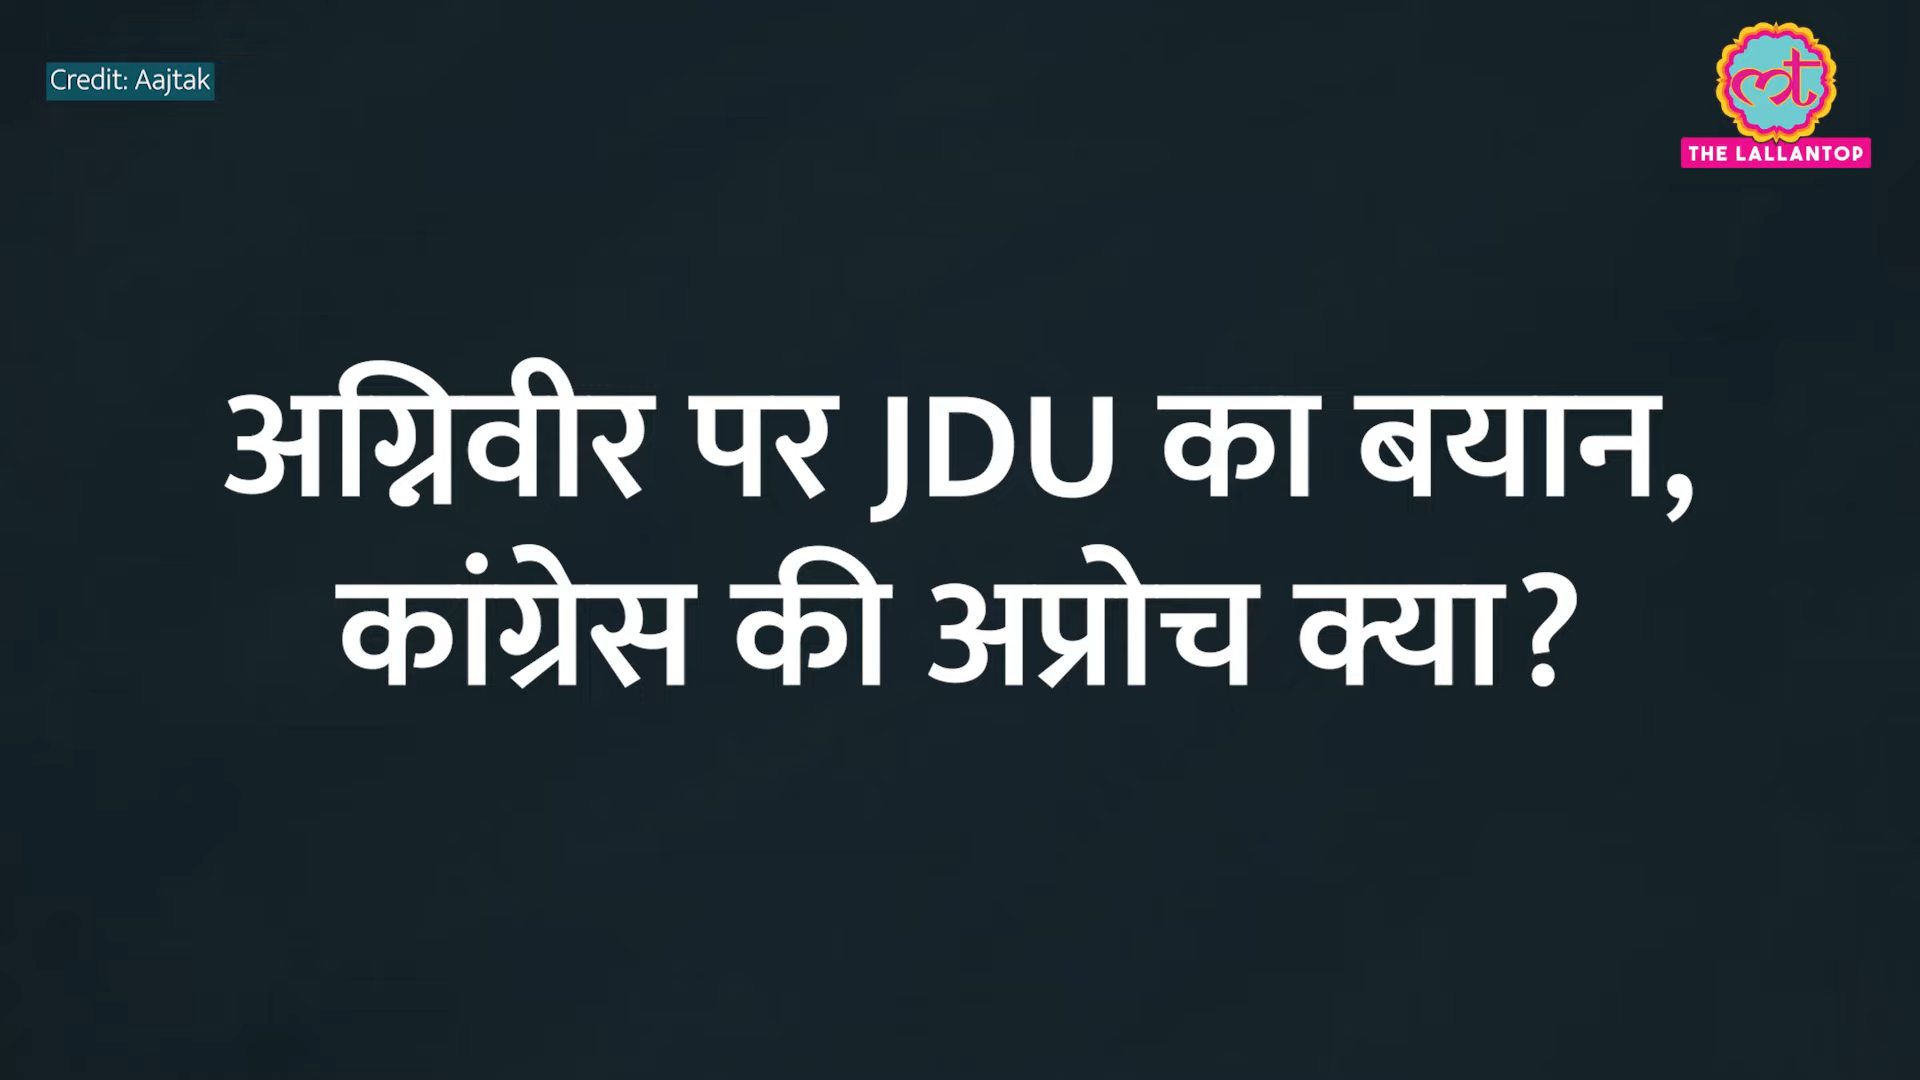 Credit: Aajtak
THE LALLANTOP
अग्निवीर पर JDU का बयान,
कांग्रेस की अप्रोच क्या?